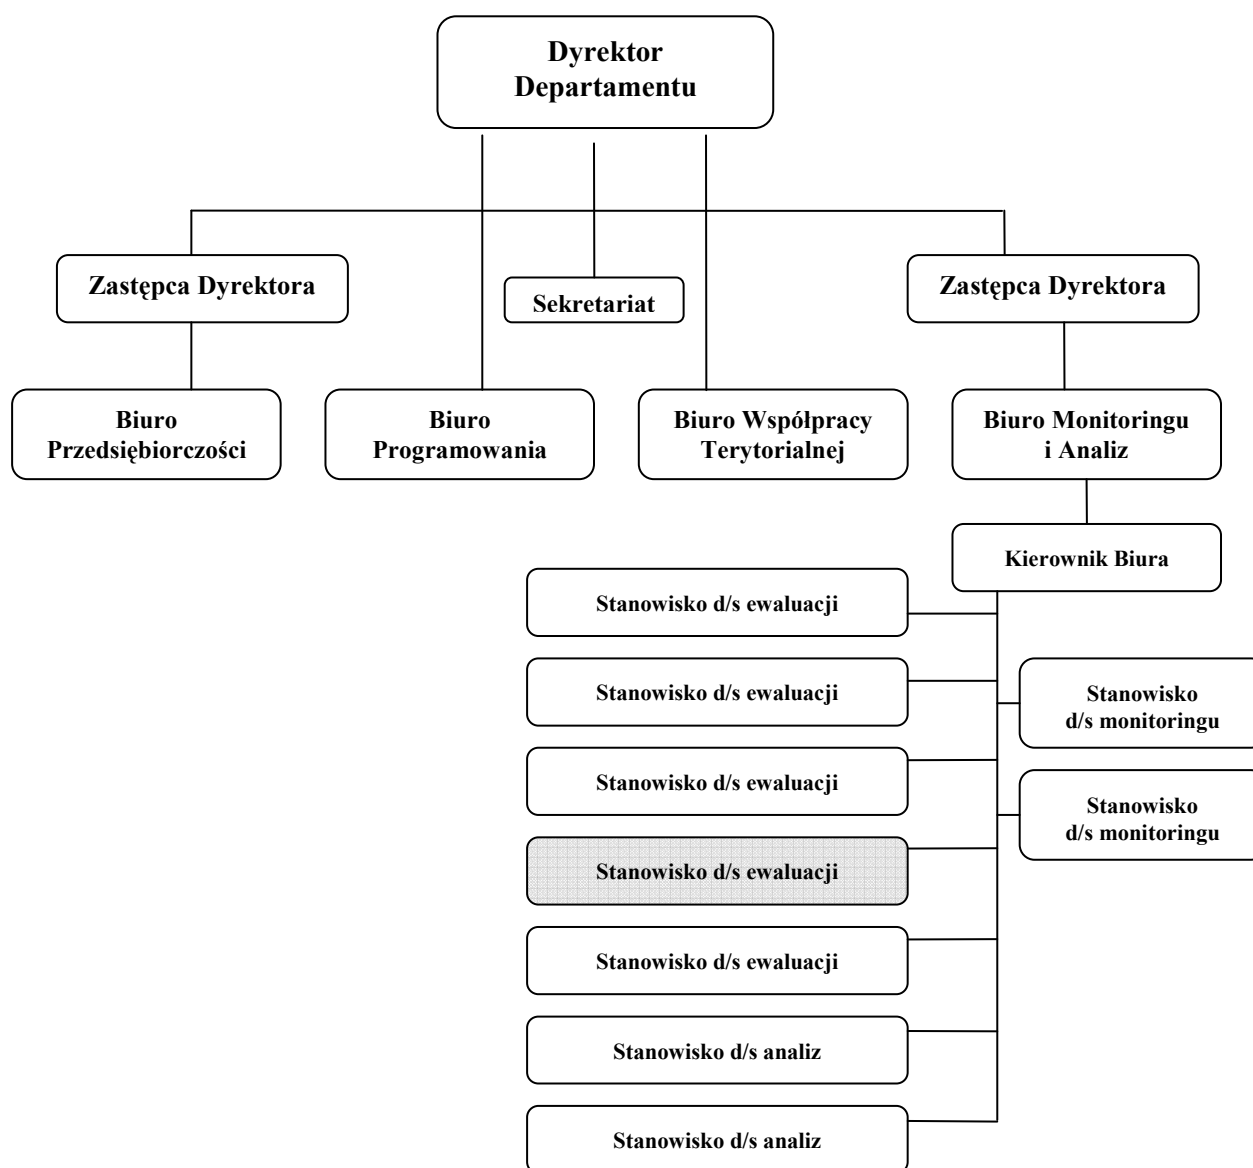 Dyrektor
Departamentu
Zastępca Dyrektora
Sekretariat
Zastępca Dyrektora
Biuro
Przedsiębiorczości
Biuro
Programowania
Biuro Współpracy
Terytorialnej
Biuro Monitoringu
i Analiz
Kierownik Biura
Stanowisko d/s ewaluacji
Stanowisko d/s ewaluacji
Stanowisko
d/s monitoringu
Stanowisko d/s ewaluacji
Stanowisko
d/s monitoringu
Stanowisko d/s ewaluacji
Stanowisko d/s ewaluacji
Stanowisko d/s analiz
Stanowisko d/s analiz